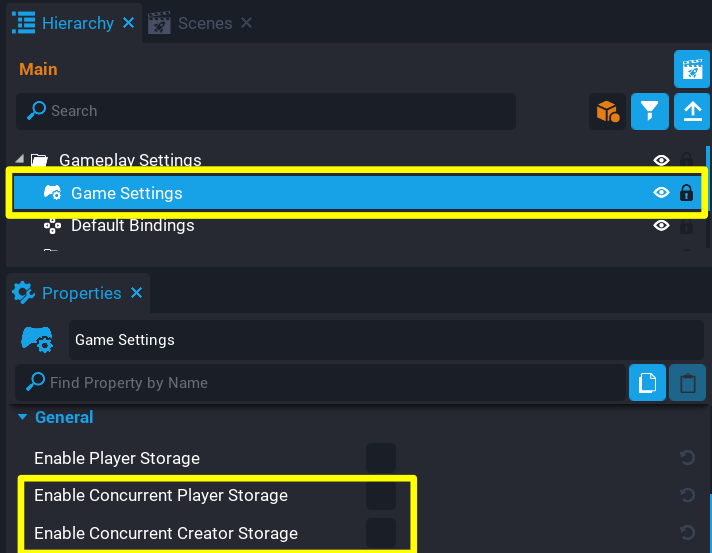 Hierarchy Scenes
Main
Search
Gameplay Settings
Game Settings
Default Bindings
Properties
Game Settings
Find Property by Name
General
Enable Player Storage
Enable Concurrent Player Storage
Enable Concurrent Creator Storage